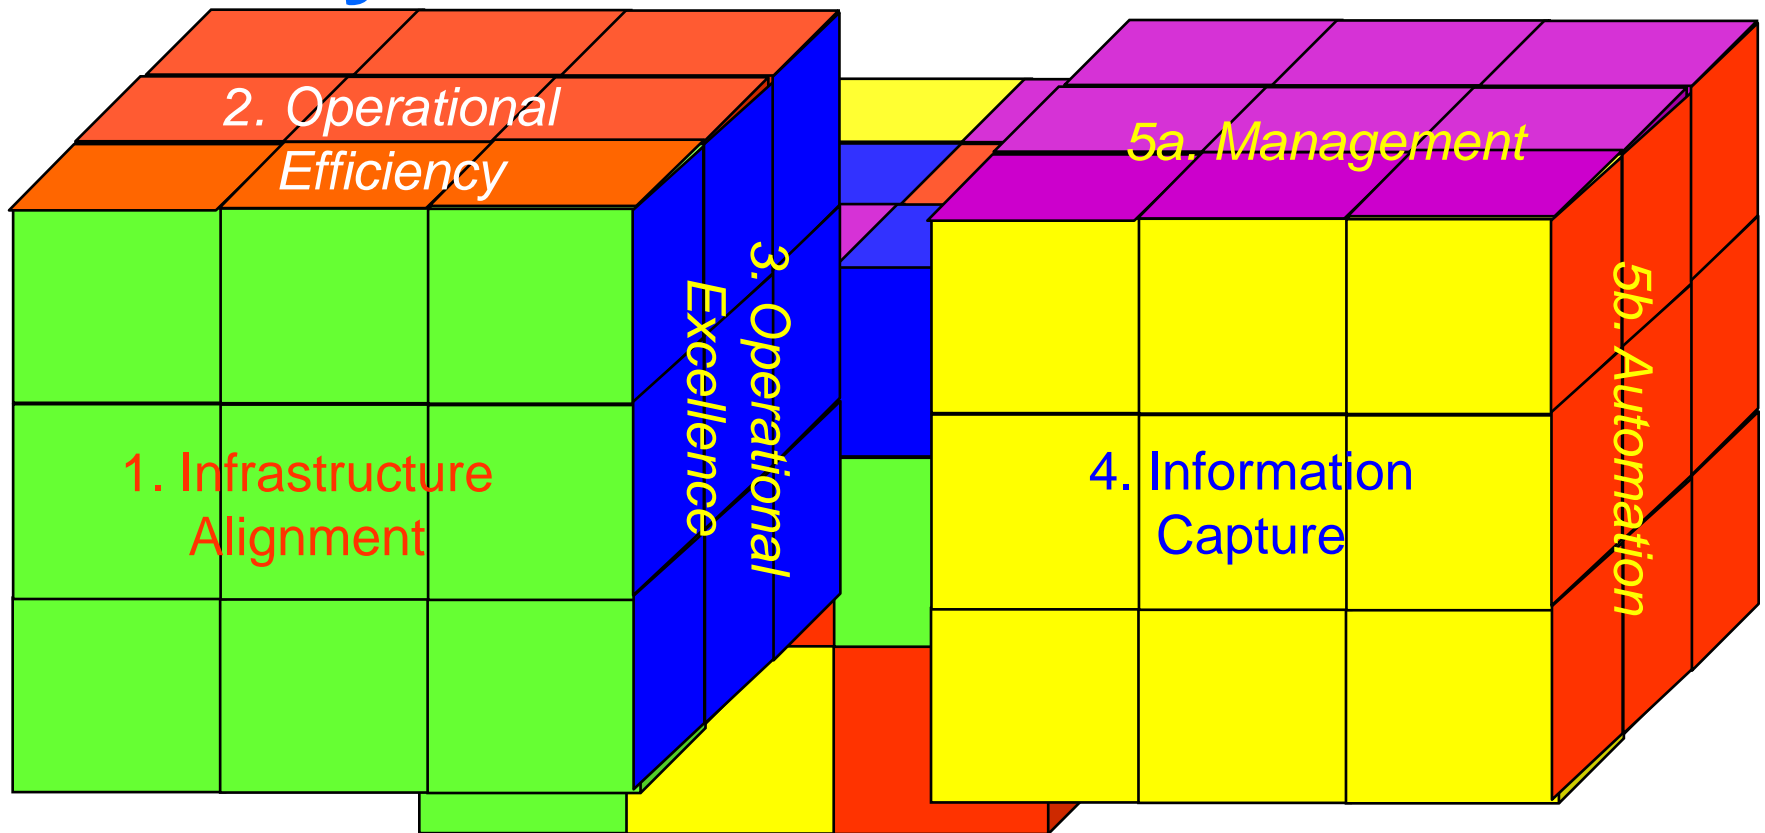 2. Operational
Efficiency
1. Infrastructure
Alignment
3. Operational
Excellence
5a. Management
4. Information
Capture
5b. Automation